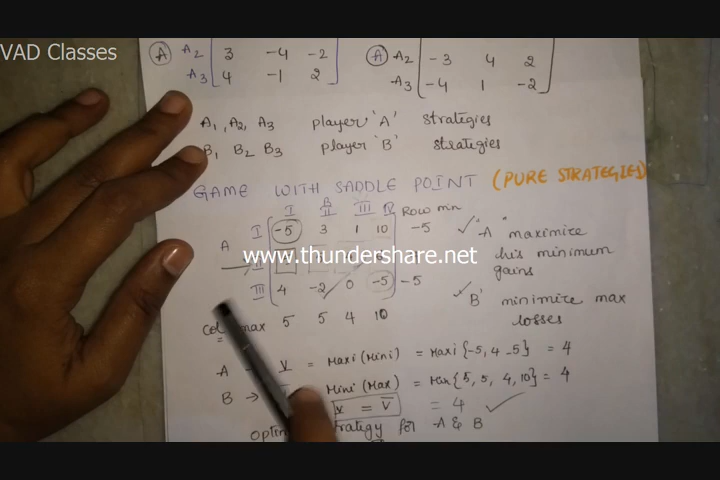 VAD Classes
A A2 3 -4 -2 A A2 -3 4 2
A3 4 -1 2 A3 -4 1 -2
A1, A2, A3 player 'A' strategies
B1 B2 B3 player 'B' strategies
GAME WITH SADDLE POINT (PURE STRATEGIES)
B
I II III IV Row min
A I -5 3 1 10 -5 "A" maximize
www.thundershare.net his minimum
gains
III 4 -2 0 -5 -5
B' minimize max
losses
max 5 5 4 10
A - V = Maxi(Mini) = Maxi{-5, 4 -5} = 4
B → Mini(Max) = Min{5, 5, 4, 10} = 4
V = V = 4
for A & B